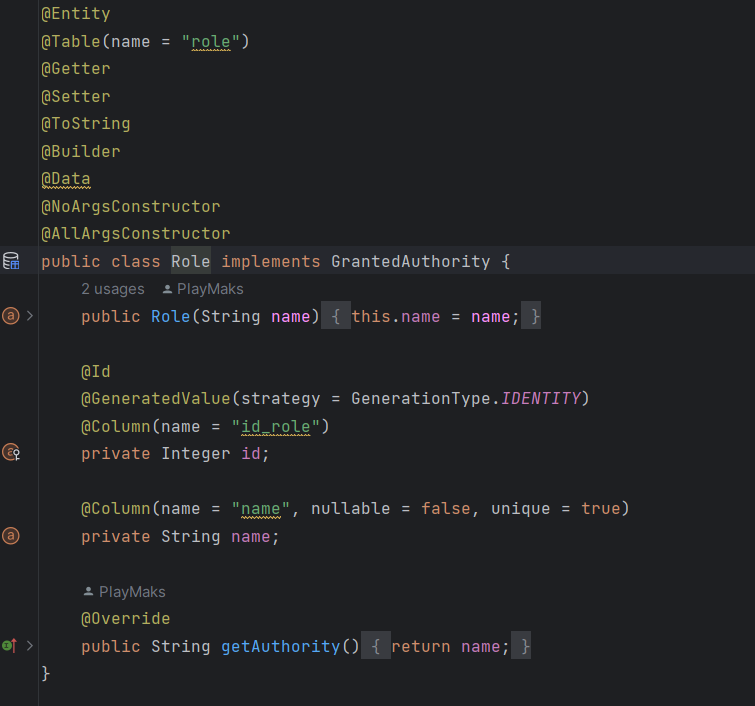 @Entity
@Table(name = "role")
@Getter
@Setter
@ToString
@Builder
@Data
@NoArgsConstructor
@AllArgsConstructor
public class Role implements GrantedAuthority {
2 usages PlayMaks
public Role(String name) { this.name = name; }
@Id
@GeneratedValue(strategy = GenerationType.IDENTITY)
@Column(name = "id_role")
private Integer id;
@Column(name = "name", nullable = false, unique = true)
private String name;
PlayMaks
@Override
public String getAuthority() { return name; }
}